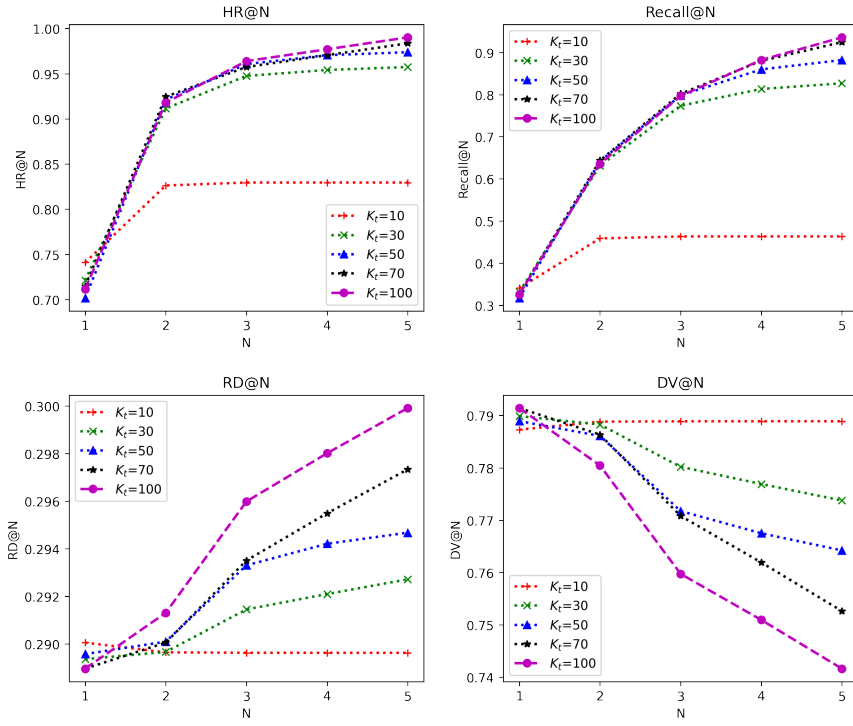 HR@N
HR@N
1.00
0.95
0.90
0.85
0.80
0.75
0.70
K_t=10
K_t=30
K_t=50
K_t=70
K_t=100
1 2 3 4 5
N
Recall@N
Recall@N
0.9
0.8
0.7
0.6
0.5
0.4
0.3
K_t=10
K_t=30
K_t=50
K_t=70
K_t=100
1 2 3 4 5
N
RD@N
RD@N
0.300
0.298
0.296
0.294
0.292
0.290
K_t=10
K_t=30
K_t=50
K_t=70
K_t=100
1 2 3 4 5
N
DV@N
DV@N
0.79
0.78
0.77
0.76
0.75
0.74
K_t=10
K_t=30
K_t=50
K_t=70
K_t=100
1 2 3 4 5
N